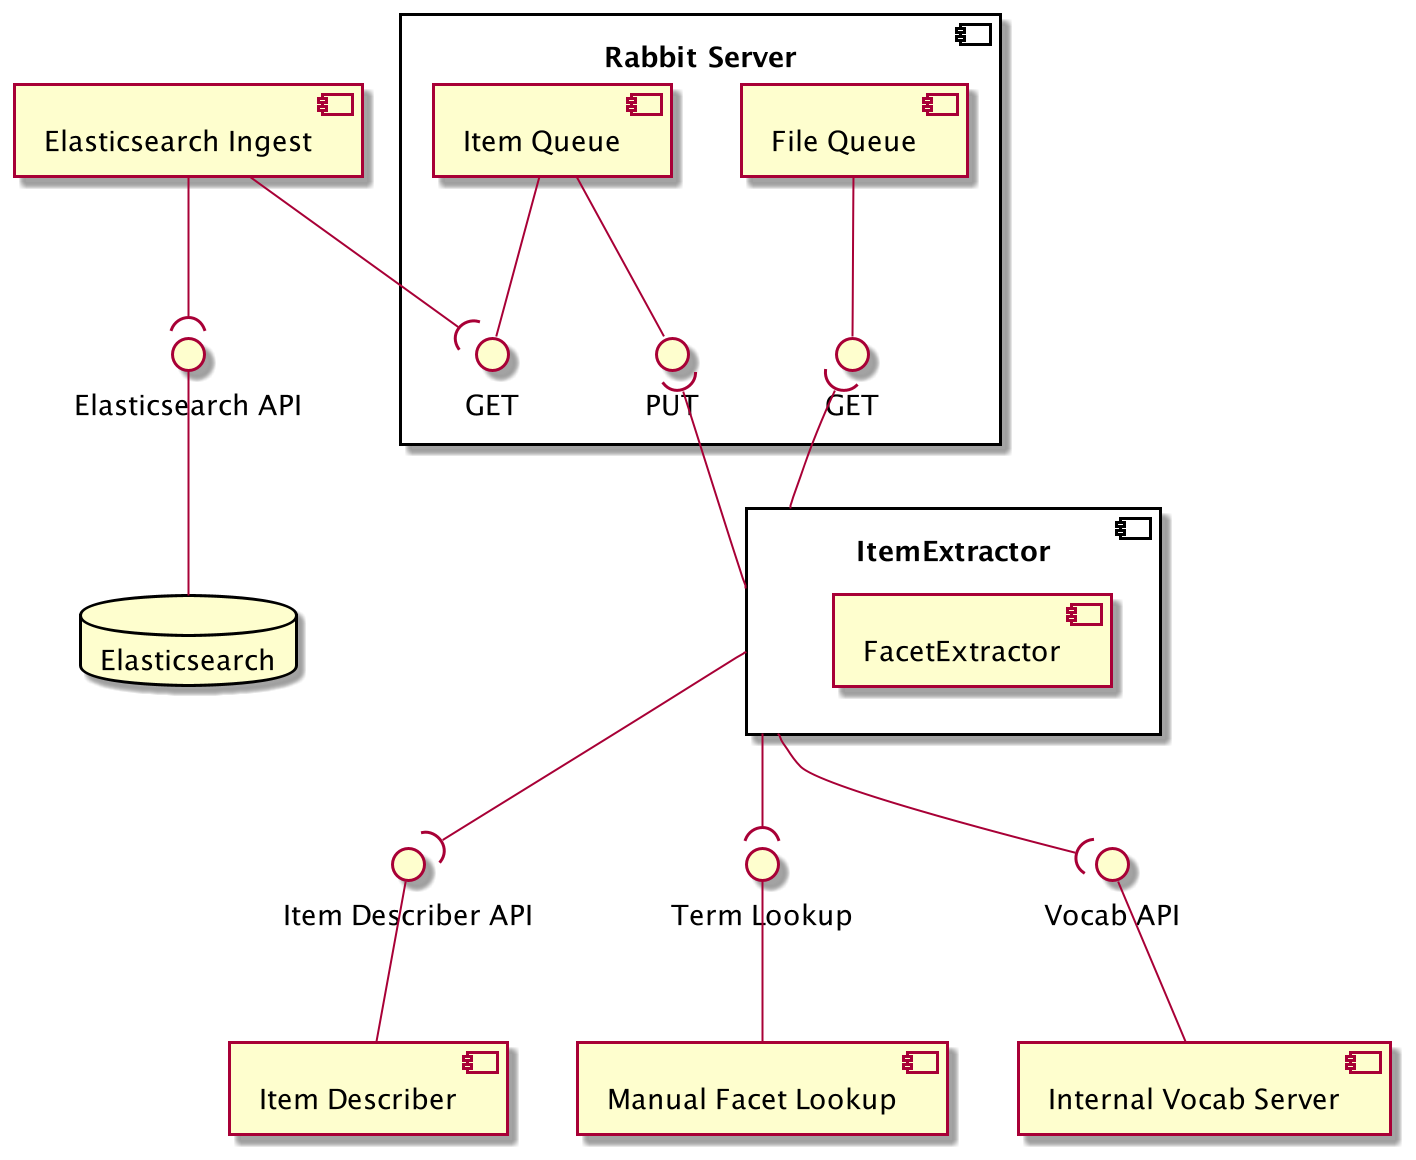 Rabbit Server
Elasticsearch Ingest
Item Queue
File Queue
Elasticsearch API
GET
PUT
GET
ItemExtractor
FacetExtractor
Elasticsearch
Item Describer API
Term Lookup
Vocab API
Item Describer
Manual Facet Lookup
Internal Vocab Server